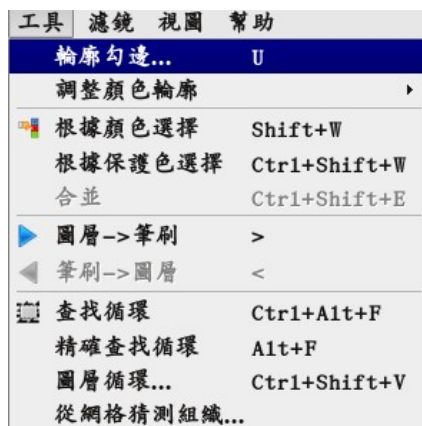 工具 濾鏡 視圖 幫助
輪廓勾邊... U
調整顏色輪廓
根據顏色選擇 Shift+W
根據保護色選擇 Ctrl+Shift+W
合並 Ctrl+Shift+E
圖層->筆刷 >
筆刷->圖層 <
查找循環 Ctrl+Alt+F
精確查找循環 Alt+F
圖層循環... Ctrl+Shift+V
從網格猜測組織...